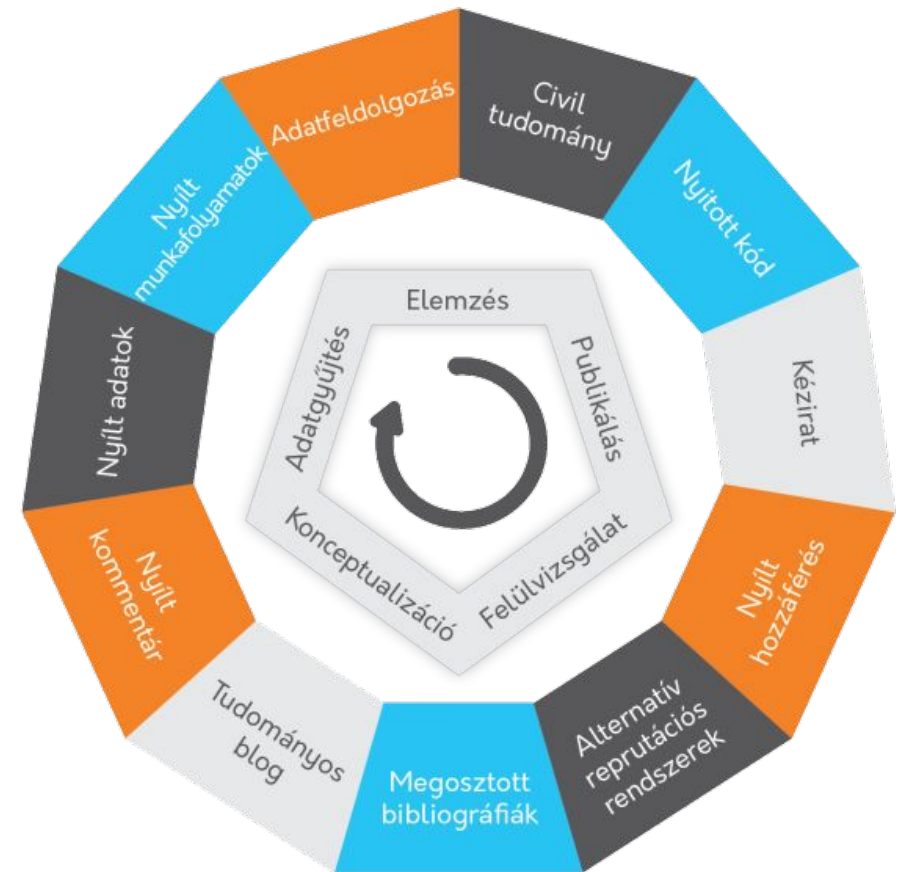 Adatfeldolgozás
Civil
tudomány
Nyitott kód
Kézirat
Nyílt
hozzáférés
Alternatív
reprutációs
rendszerek
Megosztott
bibliográfiák
Tudományos
blog
Nyílt
kommentár
Nyílt adatok
Nyílt
munkafolyamatok
Elemzés
Publikálás
Felülvizsgálat
Konceptualizáció
Adatgyűjtés